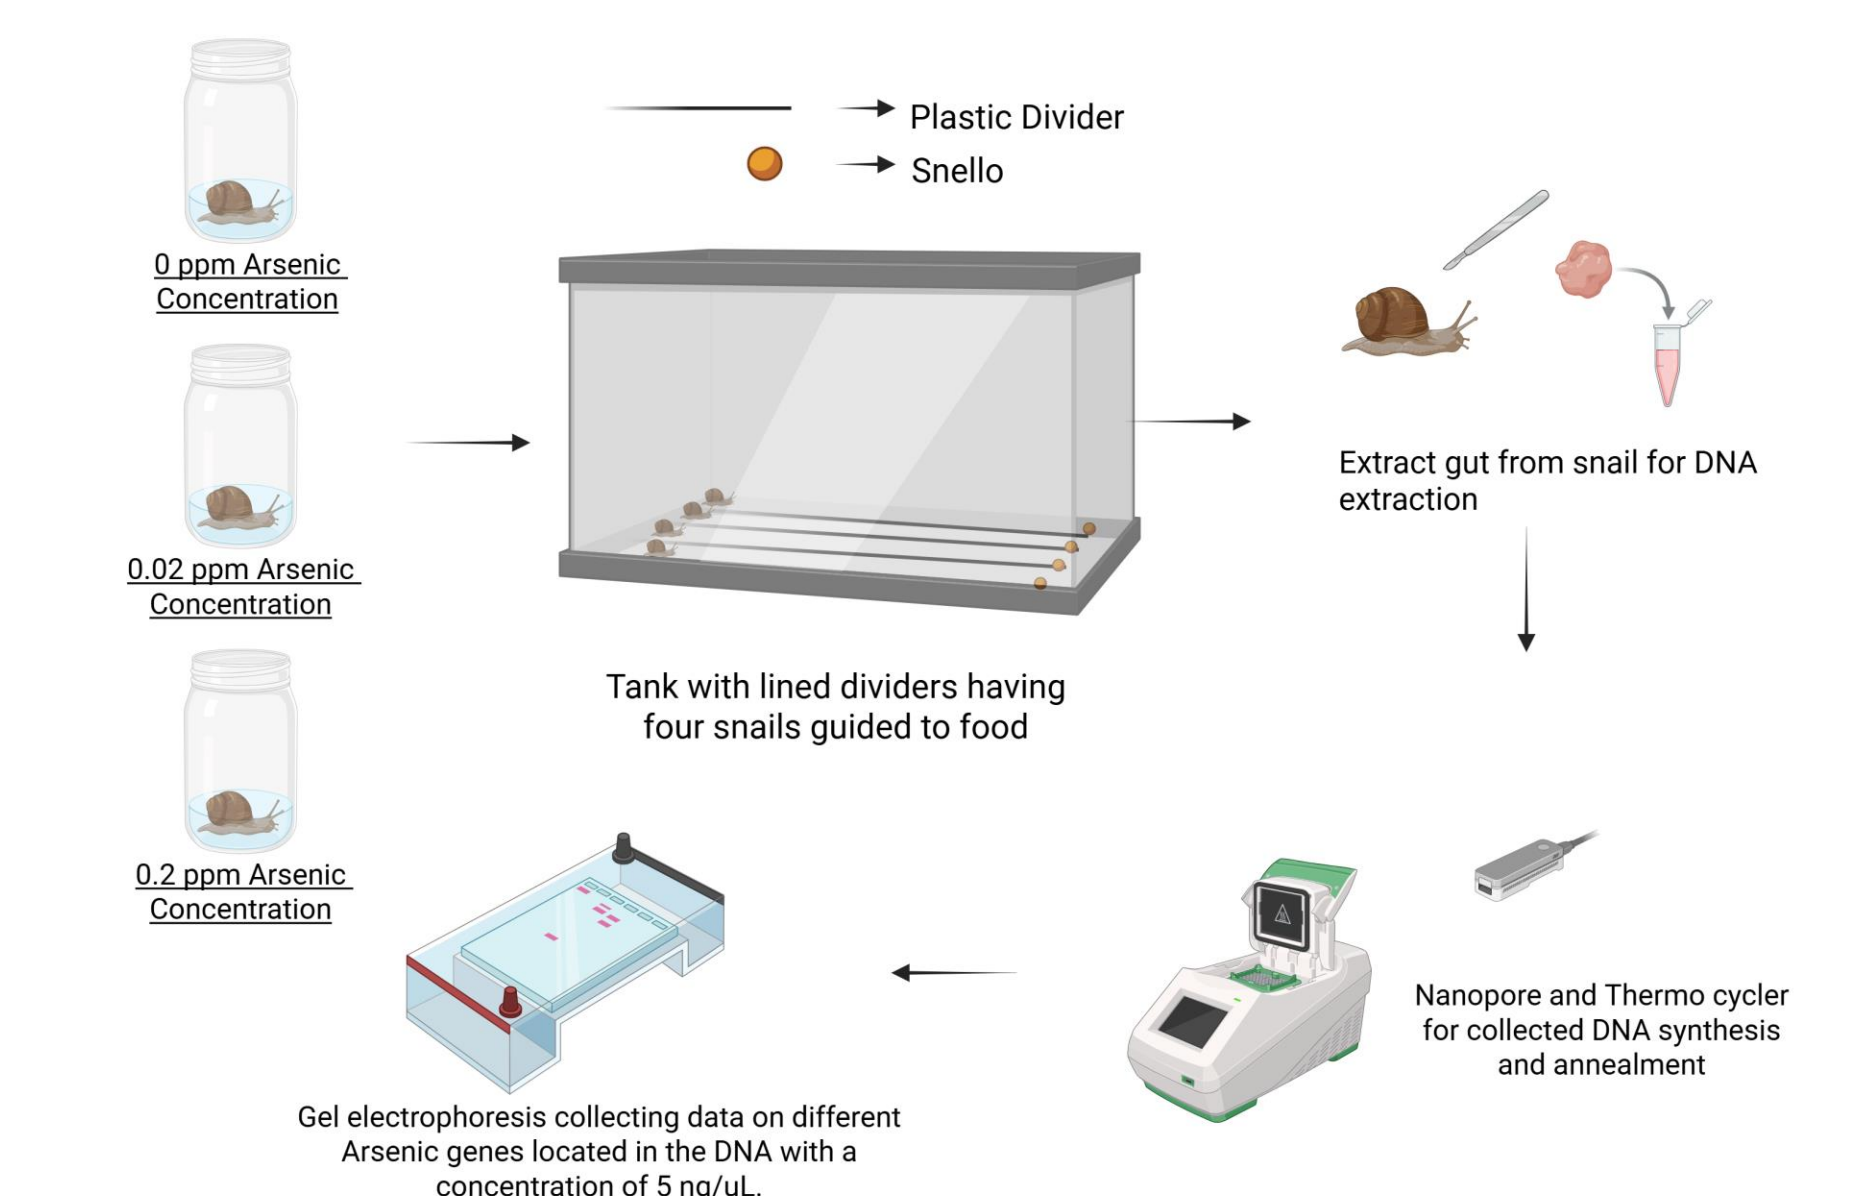 Plastic Divider
Snello
0 ppm Arsenic
Concentration
0.02 ppm Arsenic
Concentration
0.2 ppm Arsenic
Concentration
Tank with lined dividers having
four snails guided to food
Extract gut from snail for DNA
extraction
Nanopore and Thermo cycler
for collected DNA synthesis
and annealment
Gel electrophoresis collecting data on different
Arsenic genes located in the DNA with a
concentration of 5 ng/uL.